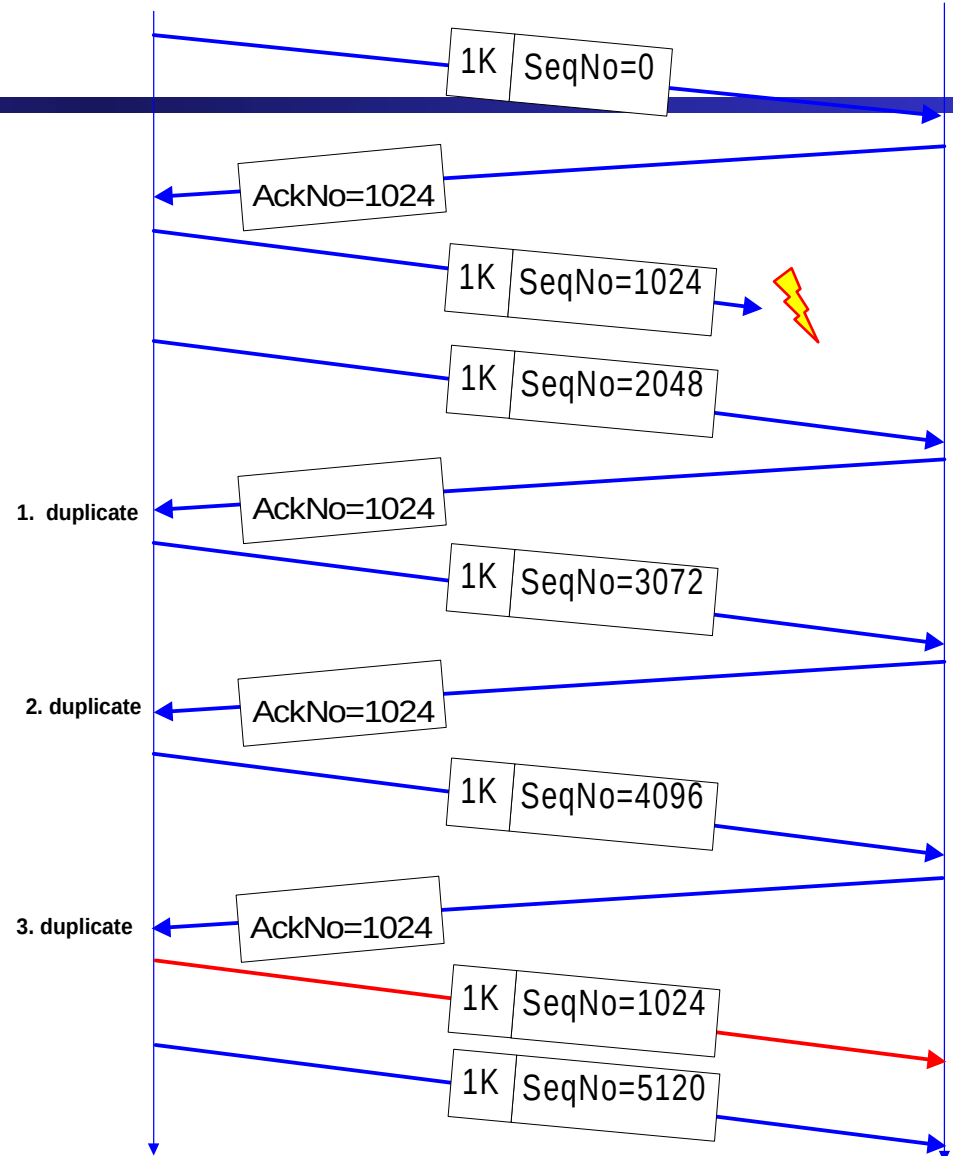 1K SeqNo=0
AckNo=1024
1K SeqNo=1024
1K SeqNo=2048
AckNo=1024
1. duplicate
1K SeqNo=3072
AckNo=1024
2. duplicate
1K SeqNo=4096
AckNo=1024
3. duplicate
1K SeqNo=1024
1K SeqNo=5120